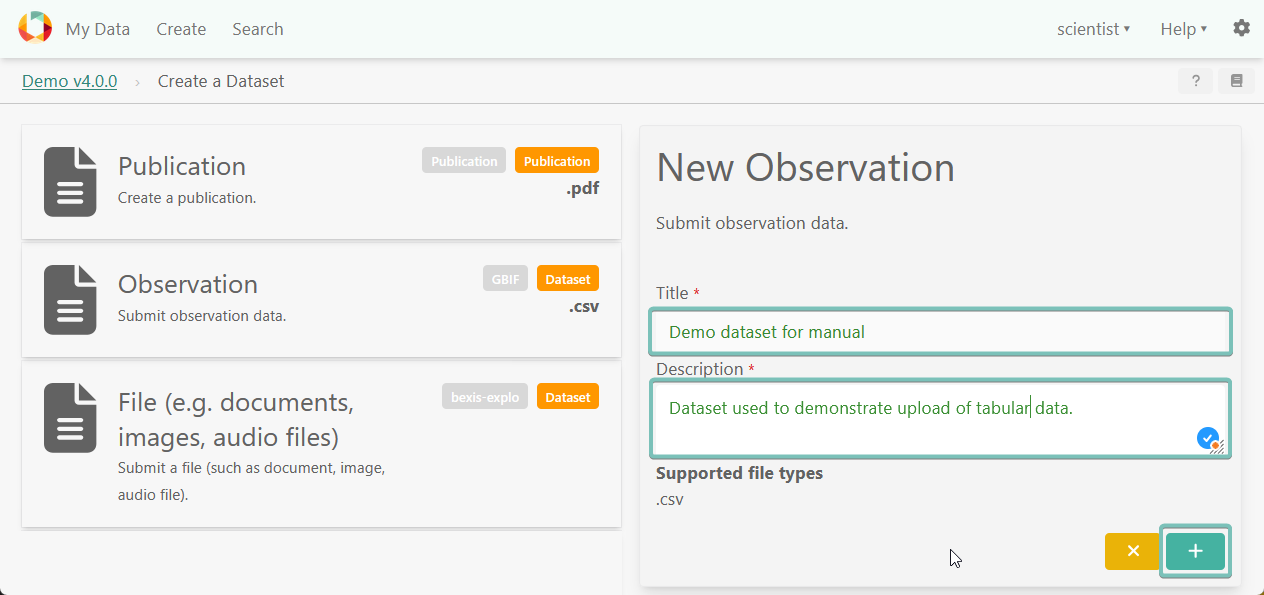 My Data Create Search scientist ▾ Help ▾
Demo v4.0.0 › Create a Dataset ?
Publication
Create a publication.
Publication Publication
.pdf
Observation
Submit observation data.
GBIF Dataset
.csv
File (e.g. documents,
images, audio files)
Submit a file (such as document, image,
audio file).
bexis-explo Dataset
New Observation
Submit observation data.
Title *
Demo dataset for manual
Description *
Dataset used to demonstrate upload of tabular data.
Supported file types
.csv